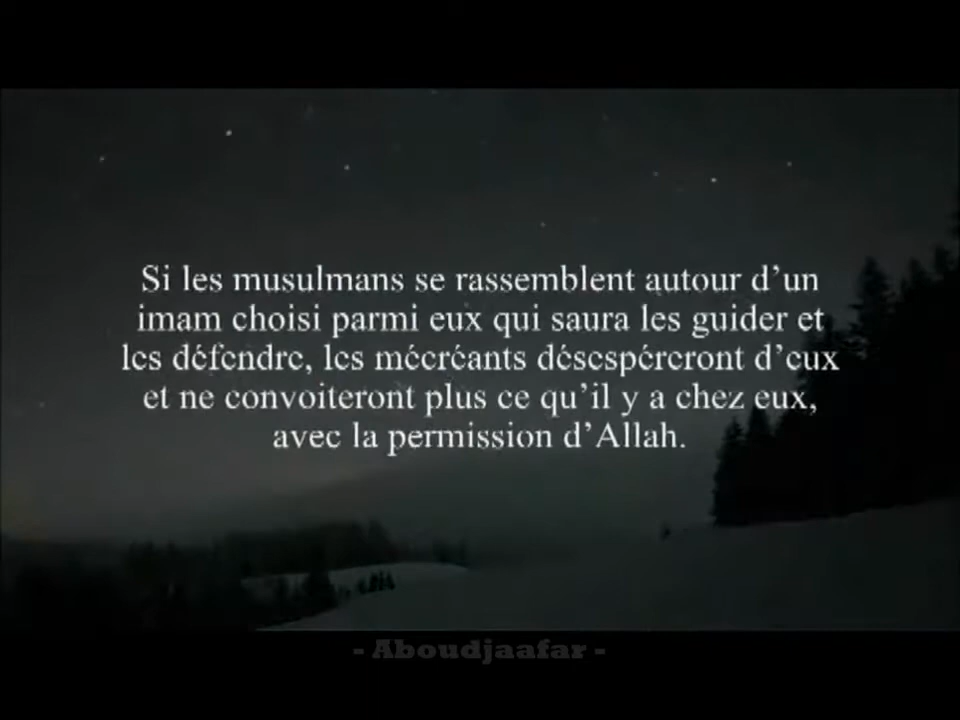 Si les musulmans se rassemblent autour d'un
imam choisi parmi eux qui saura les guider et
les défendre, les mécréants désespéreront d'eux
et ne convoiteront plus ce qu'il y a chez eux,
avec la permission d'Allah.
- Aboudjaafar -